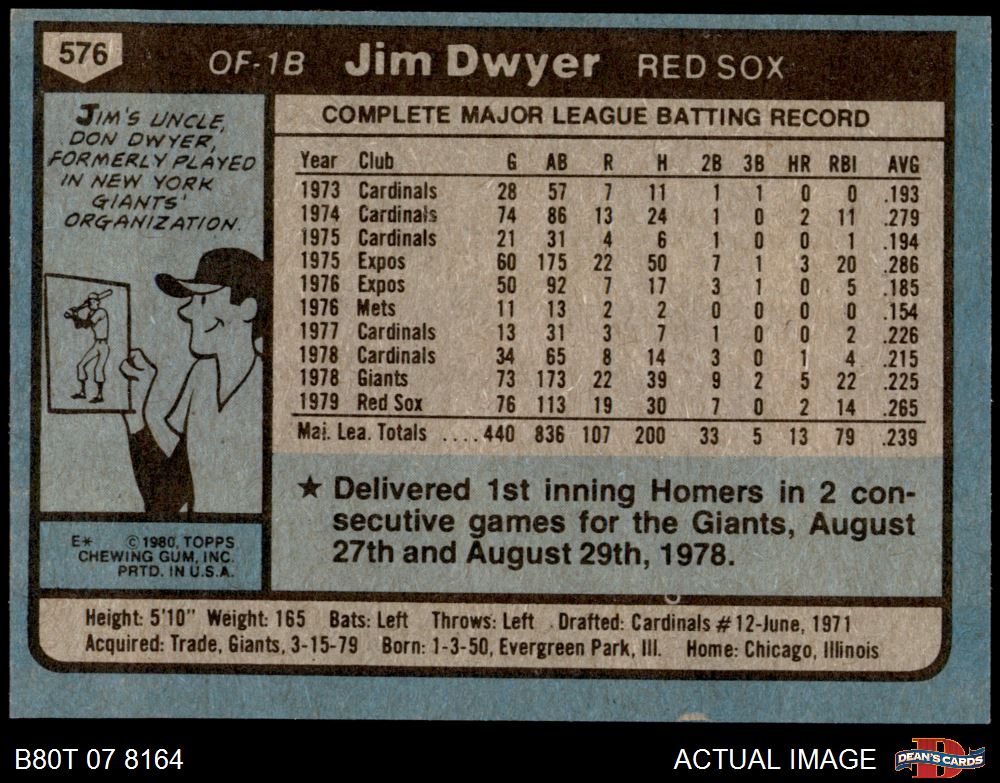 576 OF-1B Jim Dwyer RED SOX
JIM'S UNCLE,
DON DWYER,
FORMERLY PLAYED
IN NEW YORK
GIANTS'
ORGANIZATION.
COMPLETE MAJOR LEAGUE BATTING RECORD
Year Club G AB R H 2B 3B HR RBI AVG
1973 Cardinals 28 57 7 11 1 1 0 0 .193
1974 Cardinals 74 86 13 24 1 0 2 11 .279
1975 Cardinals 21 31 4 6 1 0 0 1 .194
1975 Expos 60 175 22 50 7 1 3 20 .286
1976 Expos 50 92 7 17 3 1 0 5 .185
1976 Mets 11 13 2 2 0 0 0 0 .154
1977 Cardinals 13 31 3 7 1 0 0 2 .226
1978 Cardinals 34 65 8 14 3 0 1 4 .215
1978 Giants 73 173 22 39 9 2 5 22 .225
1979 Red Sox 76 113 19 30 7 0 2 14 .265
Maj. Lea. Totals ....440 836 107 200 33 5 13 79 .239
★ Delivered 1st inning Homers in 2 con-
secutive games for the Giants, August
27th and August 29th, 1978.
E* © 1980, TOPPS
CHEWING GUM, INC.
PRTD. IN U.S.A.
Height: 5'10" Weight: 165 Bats: Left Throws: Left Drafted: Cardinals #12-June, 1971
Acquired: Trade, Giants, 3-15-79 Born: 1-3-50, Evergreen Park, Ill. Home: Chicago, Illinois
B80T 07 8164 ACTUAL IMAGE D DEAN'S CARDS